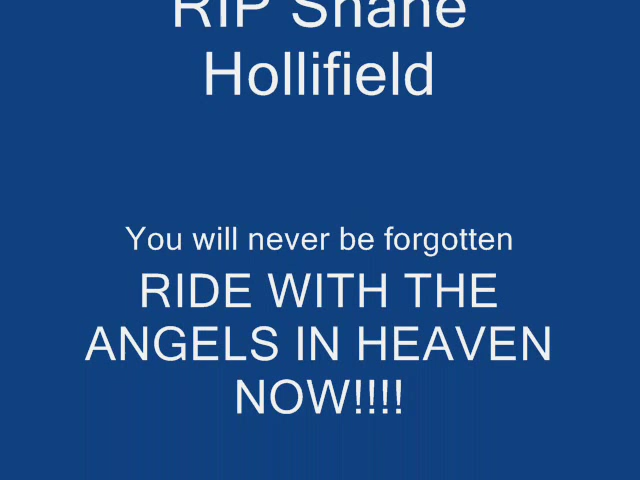 RIP Shane
Hollifield
You will never be forgotten
RIDE WITH THE
ANGELS IN HEAVEN
NOW!!!!